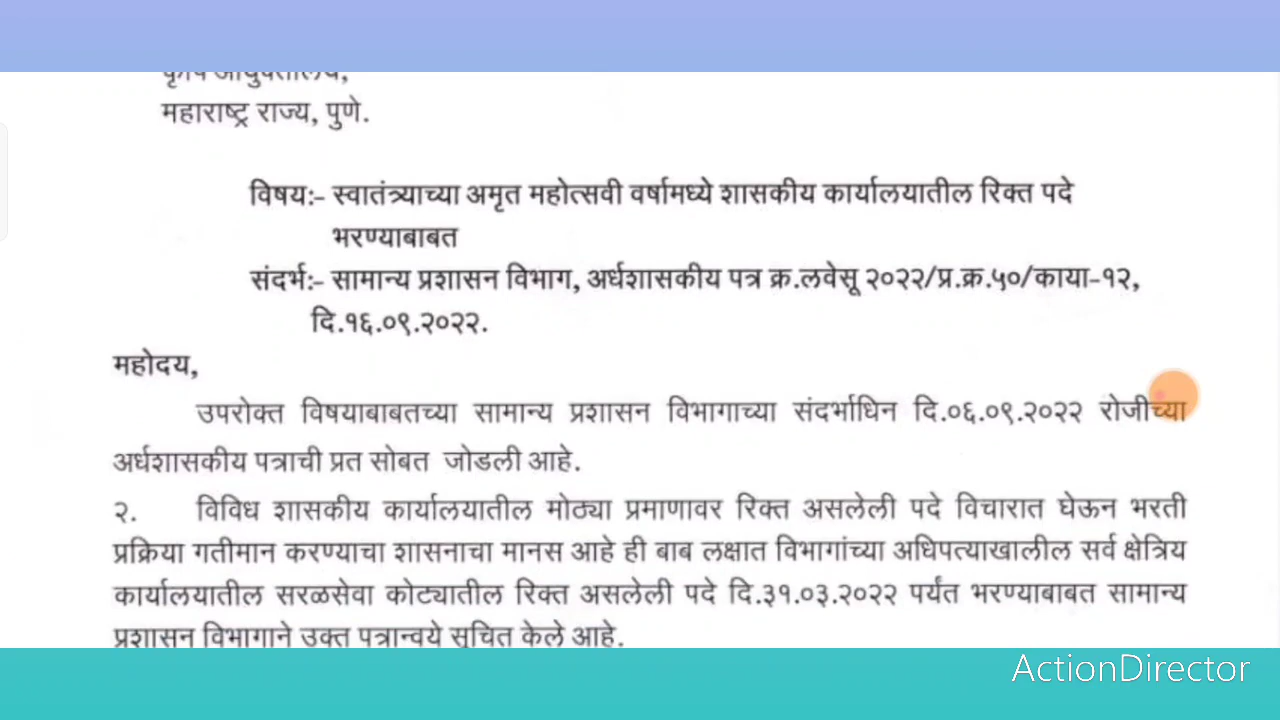 कृषि आयुक्तालय,
महाराष्ट्र राज्य, पुणे.
विषय:- स्वातंत्र्याच्या अमृत महोत्सवी वर्षामध्ये शासकीय कार्यालयातील रिक्त पदे
भरण्याबाबत
संदर्भ:- सामान्य प्रशासन विभाग, अर्धशासकीय पत्र क्र.लवेसू २०२२/प्र.क्र.५०/काया-१२,
दि.१६.०९.२०२२.
महोदय,
उपरोक्त विषयाबाबतच्या सामान्य प्रशासन विभागाच्या संदर्भाधिन दि.०६.०९.२०२२ रोजीच्या
अर्धशासकीय पत्राची प्रत सोबत जोडली आहे.
२. विविध शासकीय कार्यालयातील मोठ्या प्रमाणावर रिक्त असलेली पदे विचारात घेऊन भरती
प्रक्रिया गतीमान करण्याचा शासनाचा मानस आहे ही बाब लक्षात विभागांच्या अधिपत्याखालील सर्व क्षेत्रिय
कार्यालयातील सरळसेवा कोट्यातील रिक्त असलेली पदे दि.३१.०३.२०२२ पर्यंत भरण्याबाबत सामान्य
प्रशासन विभागाने उक्त पत्रान्वये सूचित केले आहे.
ActionDirector